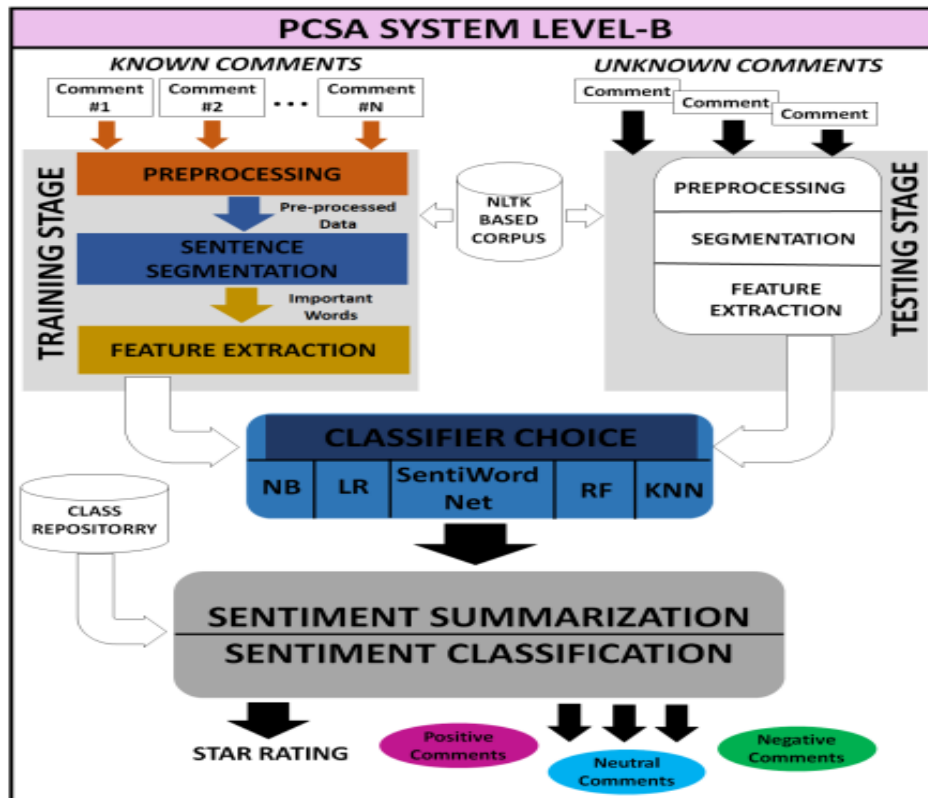 PCSA SYSTEM LEVEL-B
KNOWN COMMENTS
UNKNOWN COMMENTS
Comment
#1
Comment
#2
•••
Comment
#N
Comment
Comment
Comment
TRAINING STAGE
PREPROCESSING
Pre-processed
Data
SENTENCE
SEGMENTATION
Important
Words
FEATURE EXTRACTION
NLTK
BASED
CORPUS
PREPROCESSING
SEGMENTATION
FEATURE
EXTRACTION
TESTING STAGE
CLASSIFIER CHOICE
NB
LR
SentiWord
Net
RF
KNN
CLASS
REPOSITORRY
SENTIMENT SUMMARIZATION
SENTIMENT CLASSIFICATION
STAR RATING
Positive
Comments
Neutral
Comments
Negative
Comments